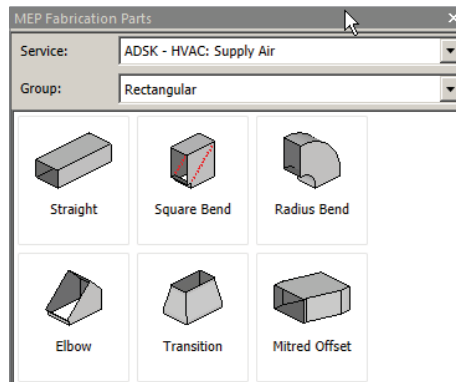 MEP Fabrication Parts
Service: ADSK - HVAC: Supply Air
Group: Rectangular
Straight Square Bend Radius Bend
Elbow Transition Mitred Offset